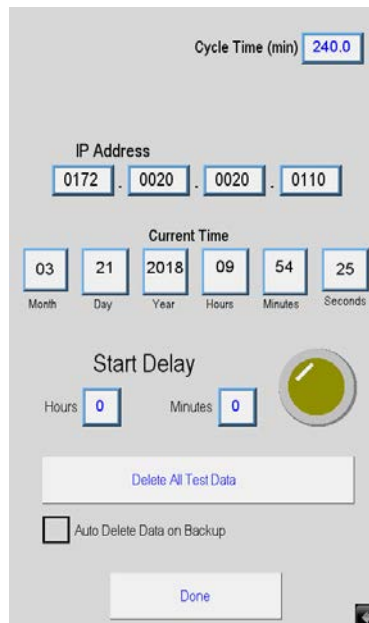 Cycle Time (min) 240.0
IP Address
0172 . 0020 . 0020 . 0110
Current Time
03 21 2018 09 54 25
Month Day Year Hours Minutes Seconds
Start Delay
Hours 0 Minutes 0
Delete All Test Data
Auto Delete Data on Backup
Done